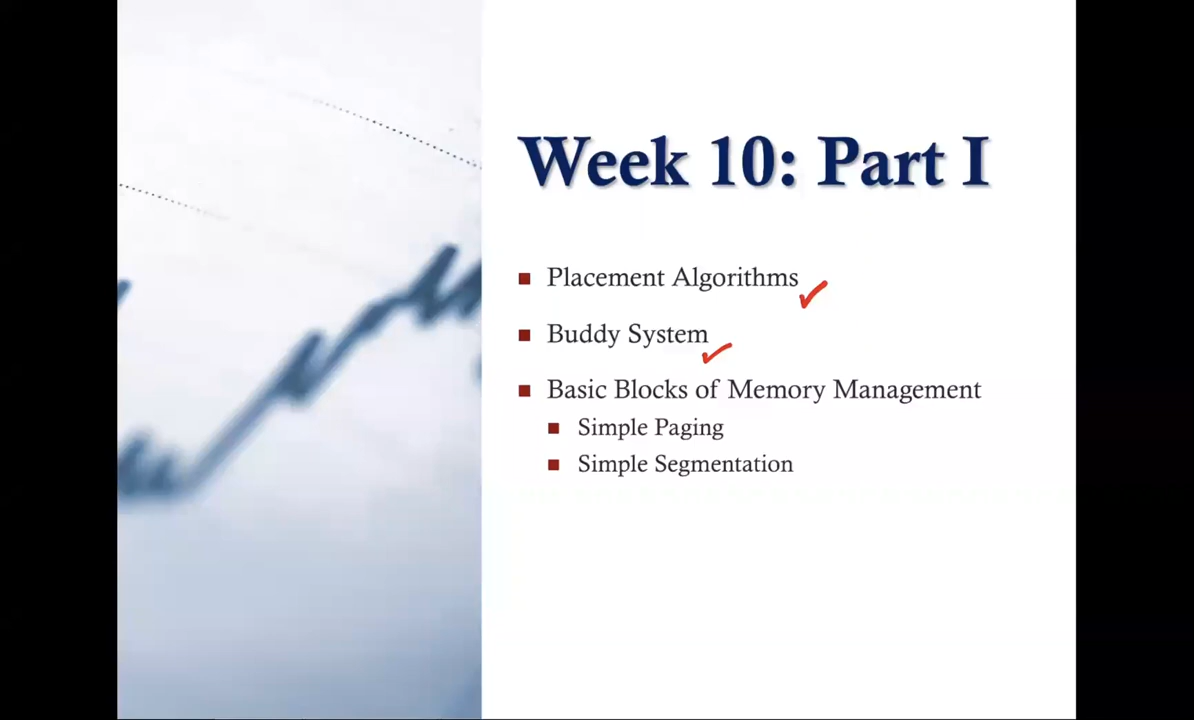 Week 10: Part I
Placement Algorithms
Buddy System
Basic Blocks of Memory Management
Simple Paging
Simple Segmentation